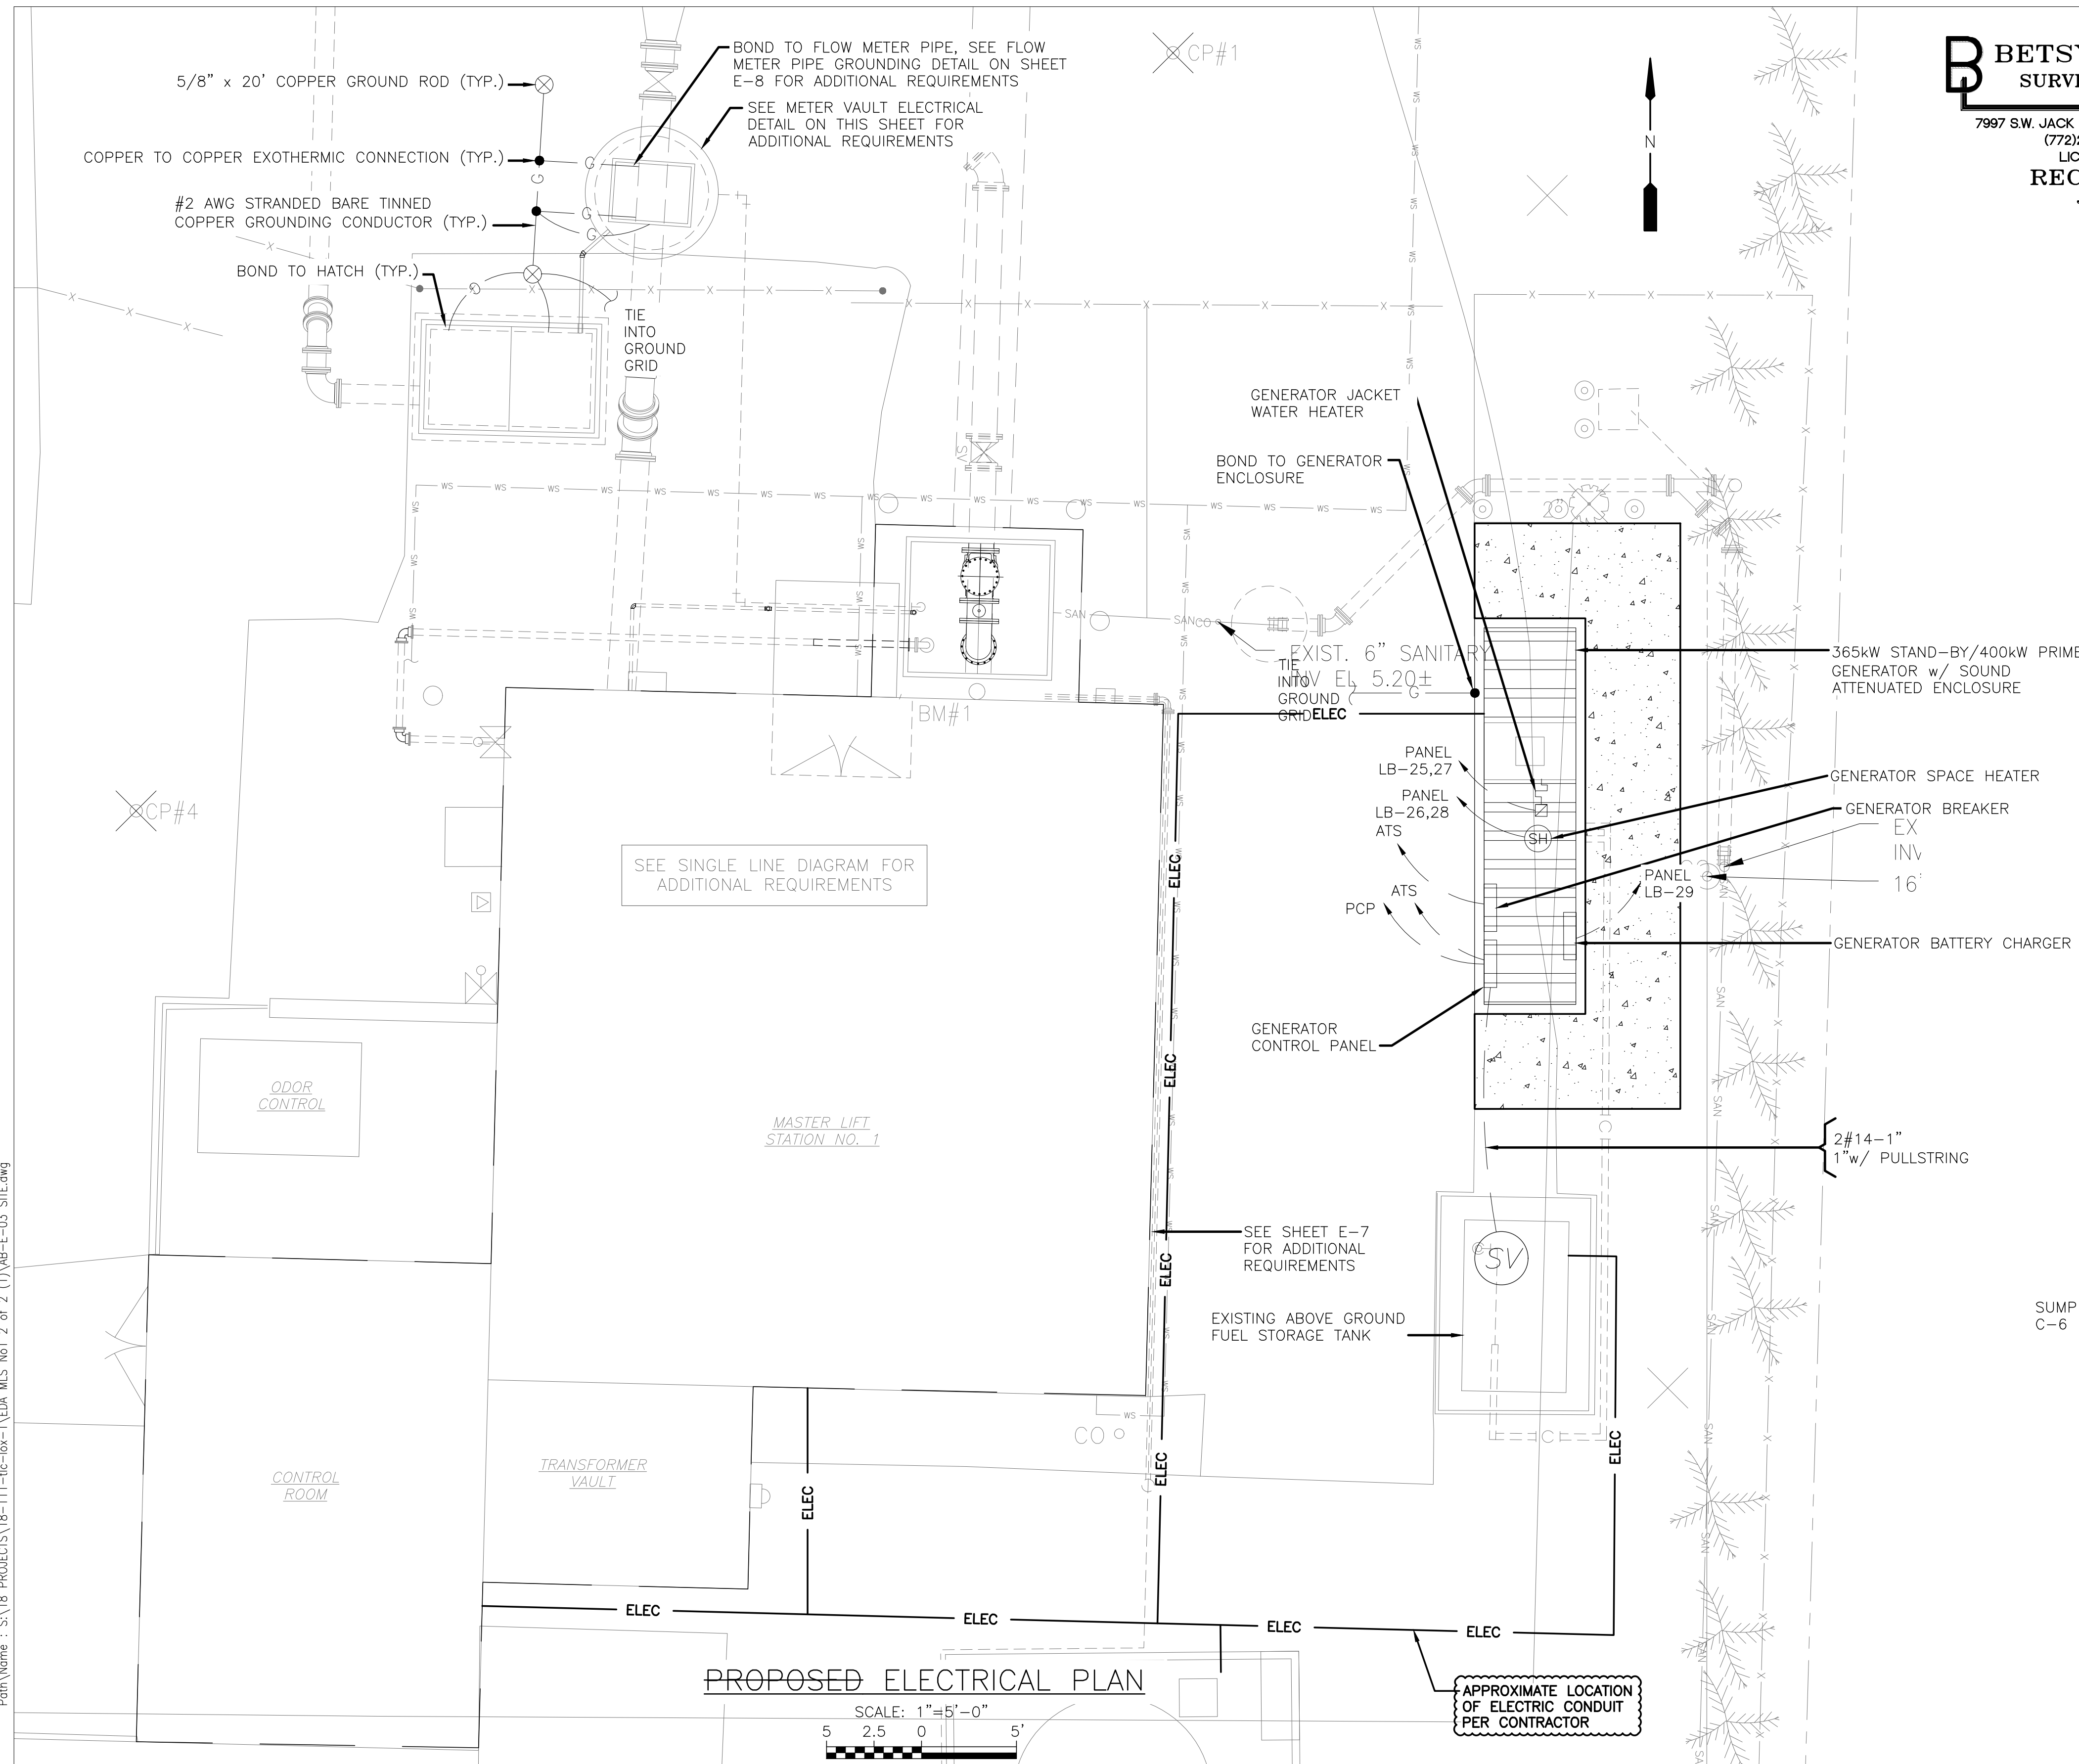 BOND TO FLOW METER PIPE, SEE FLOW
METER PIPE GROUNDING DETAIL ON SHEET
E-8 FOR ADDITIONAL REQUIREMENTS
5/8" x 20' COPPER GROUND ROD (TYP.)
SEE METER VAULT ELECTRICAL
DETAIL ON THIS SHEET FOR
ADDITIONAL REQUIREMENTS
COPPER TO COPPER EXOTHERMIC CONNECTION (TYP.)
#2 AWG STRANDED BARE TINNED
COPPER GROUNDING CONDUCTOR (TYP.)
BOND TO HATCH (TYP.)
G
G
G
G
G
TIE
INTO
GROUND
GRID
CP#1
N
BETSY
SURVE
7997 S.W. JACK
(772)2
LIC
REC
GENERATOR JACKET
WATER HEATER
BOND TO GENERATOR
ENCLOSURE
SV
2"
SAN
SAN
CO
EXIST. 6" SANITARY
INV EL 5.20±
TIE
INTO
GROUND
GRID
G
ELEC
BM#1
365kW STAND-BY/400kW PRIME
GENERATOR w/ SOUND
ATTENUATED ENCLOSURE
PANEL
LB-25,27
PANEL
LB-26,28
ATS
ATS
PCP
SH
GENERATOR SPACE HEATER
GENERATOR BREAKER
EX
INV
16'
PANEL
LB-29
GENERATOR BATTERY CHARGER
GENERATOR
CONTROL PANEL
CP#4
SEE SINGLE LINE DIAGRAM FOR
ADDITIONAL REQUIREMENTS
ELEC
ELEC
ELEC
ELEC
ODOR
CONTROL
MASTER LIFT
STATION NO. 1
2#14-1"
1"w/ PULLSTRING
SEE SHEET E-7
FOR ADDITIONAL
REQUIREMENTS
SV
EXISTING ABOVE GROUND
FUEL STORAGE TANK
SUMP
C-6
WS
CO
CONTROL
ROOM
TRANSFORMER
VAULT
ELEC
ELEC
ELEC
ELEC
ELEC
ELEC
PROPOSED ELECTRICAL PLAN
SCALE: 1"=5'-0"
5 2.5 0 5'
APPROXIMATE LOCATION
OF ELECTRIC CONDUIT
PER CONTRACTOR